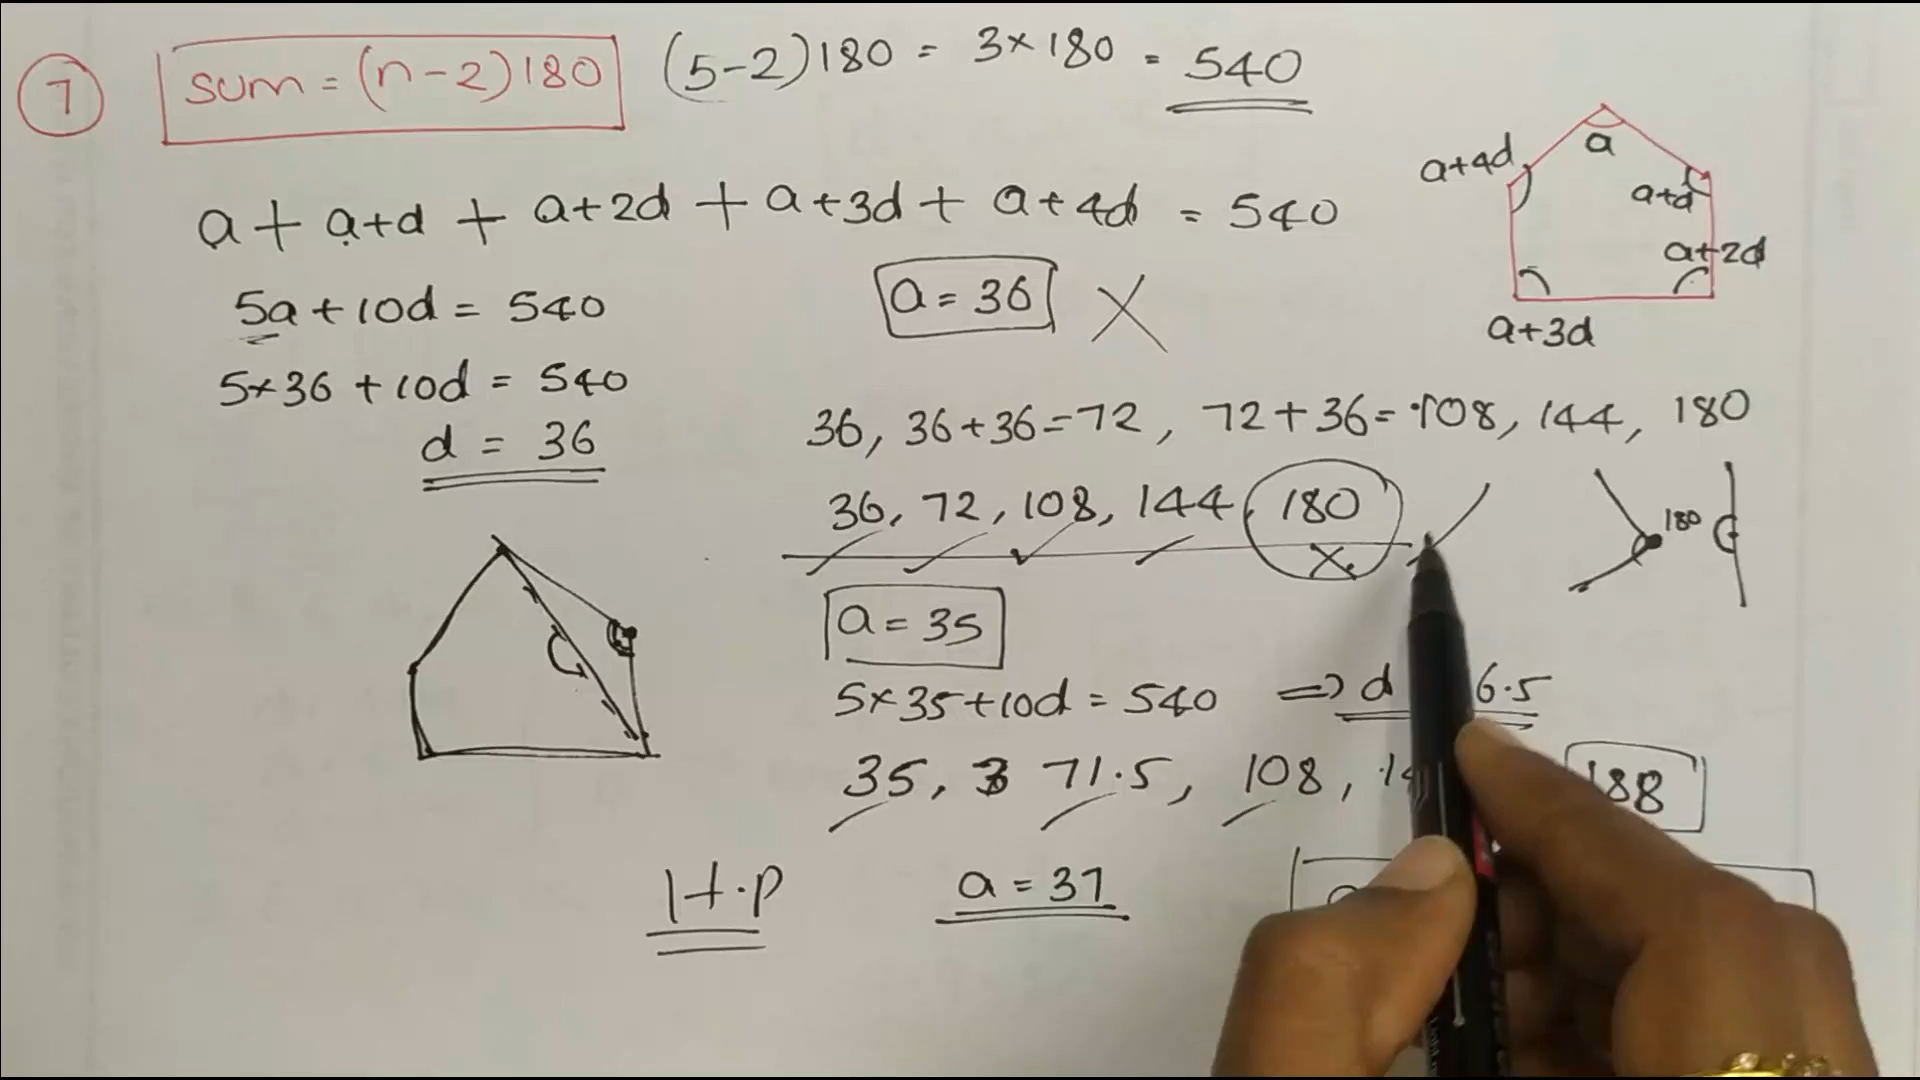 7
sum = (n-2)180
(5-2)180 = 3×180 = 540
a + a+d + a+2d + a+3d + a+4d = 540
a
a+4d
a+d
a+2d
a+3d
5a + 10d = 540
a = 36 X
5×36 + 10d = 540
d = 36
36, 36+36=72, 72+36=108, 144, 180
36, 72, 108, 144, 180
X
180
a = 35
5×35+10d = 540 ⇒ d 6.5
35, 71.5, 108, 188
H.P
a = 37